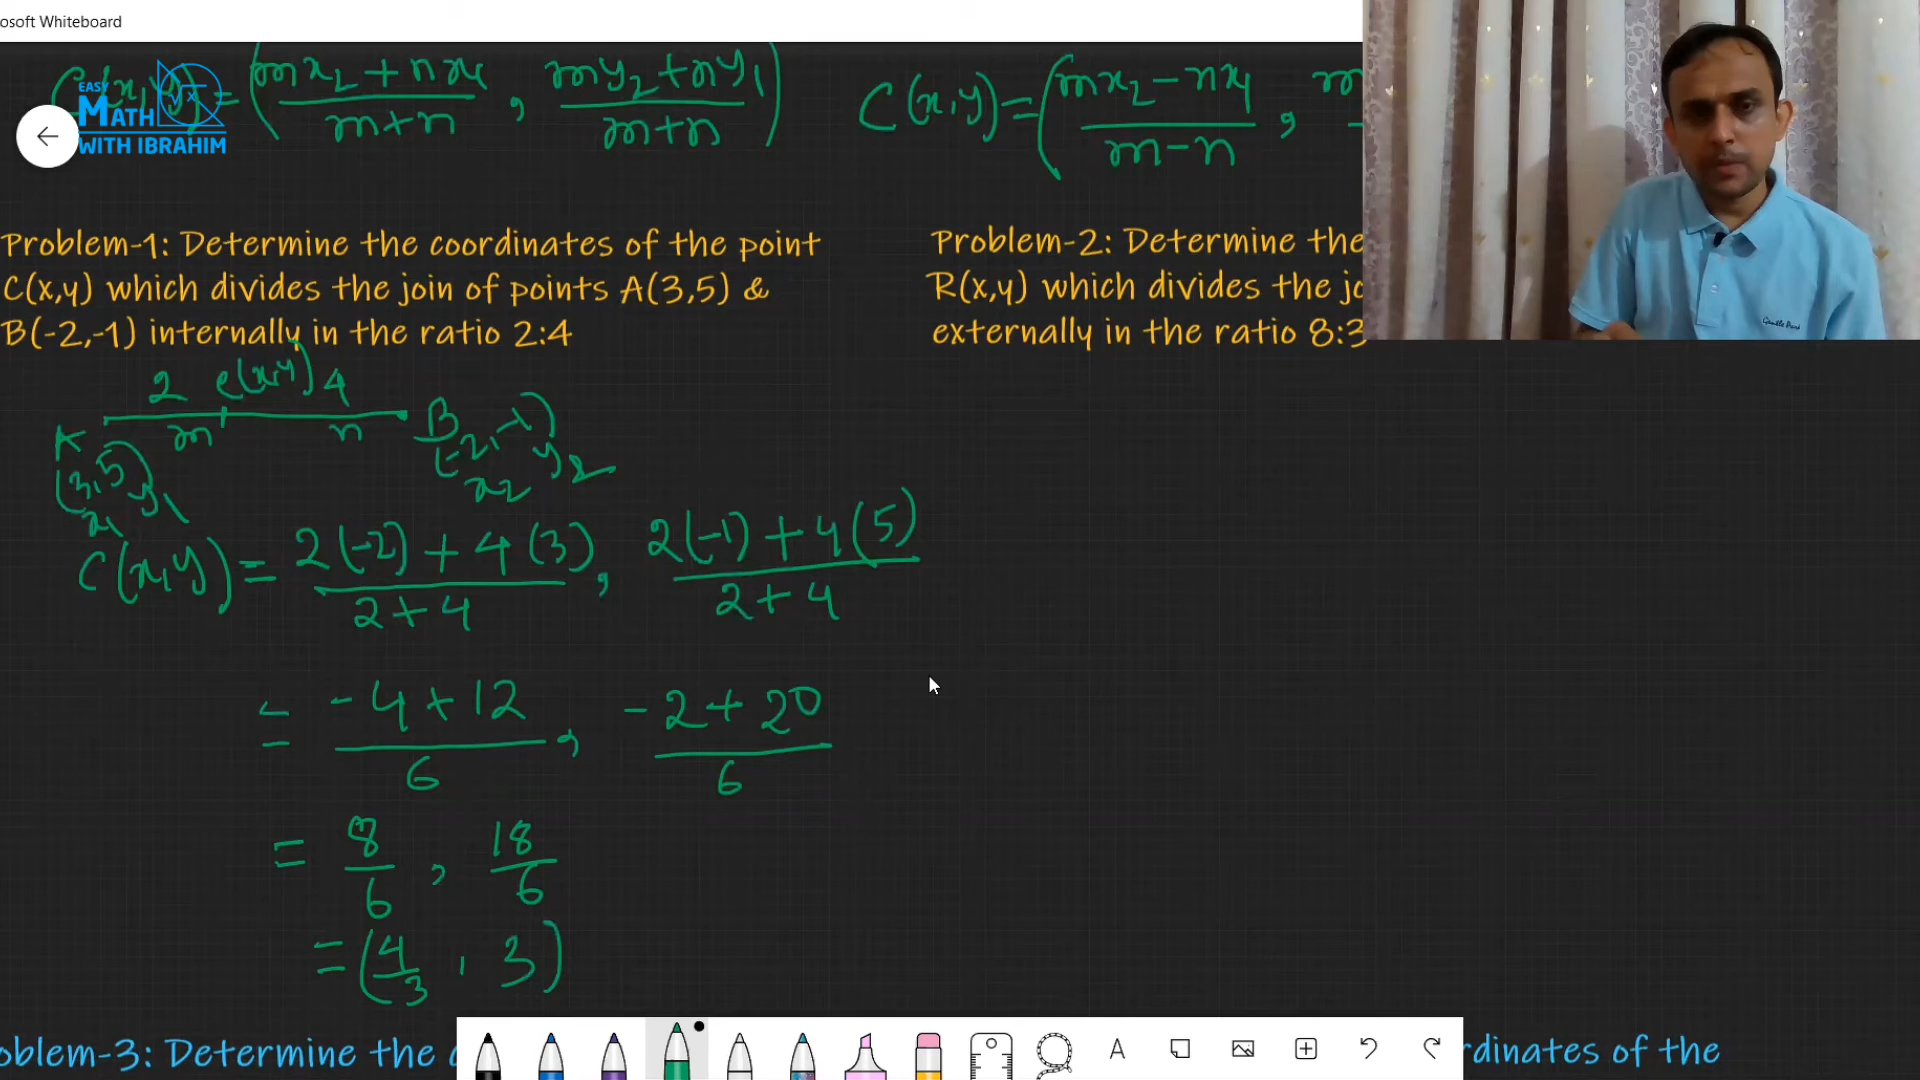 osoft Whiteboard
C(x,y) = (mx₂ + nx₁ / m+n , my₂ + ny₁ / m+n)
C(x,y) = (mx₂ - nx₁ / m-n , m
EASY
MATH
WITH IBRAHIM
Problem-1: Determine the coordinates of the point
C(x,y) which divides the join of points A(3,5) &
B(-2,-1) internally in the ratio 2:4
Problem-2: Determine the
R(x,y) which divides the jo
externally in the ratio 8:3
2 C(x,y) 4
A m n B
(3,5) (-2,-1)
x₁ y₁ x₂ y₂
C(x,y) = 2(-2) + 4(3) / 2+4 , 2(-1) + 4(5) / 2+4
= -4+12 / 6 , -2+20 / 6
= 8/6 , 18/6
= (4/3 , 3)
oblem-3: Determine the c
rdinates of the
A